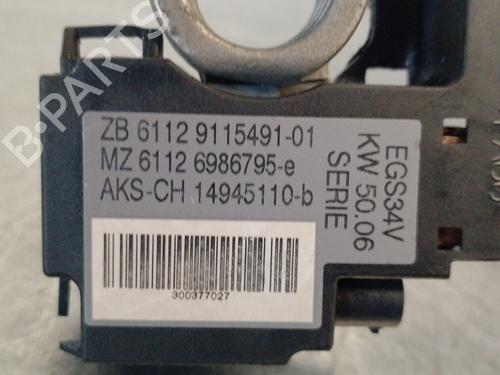 ZB 6112 9115491-01
MZ 6112 6986795-e
AKS-CH 14945110-b
EGS34V
KW 50.06
SERIE
300377027
B-PARTS